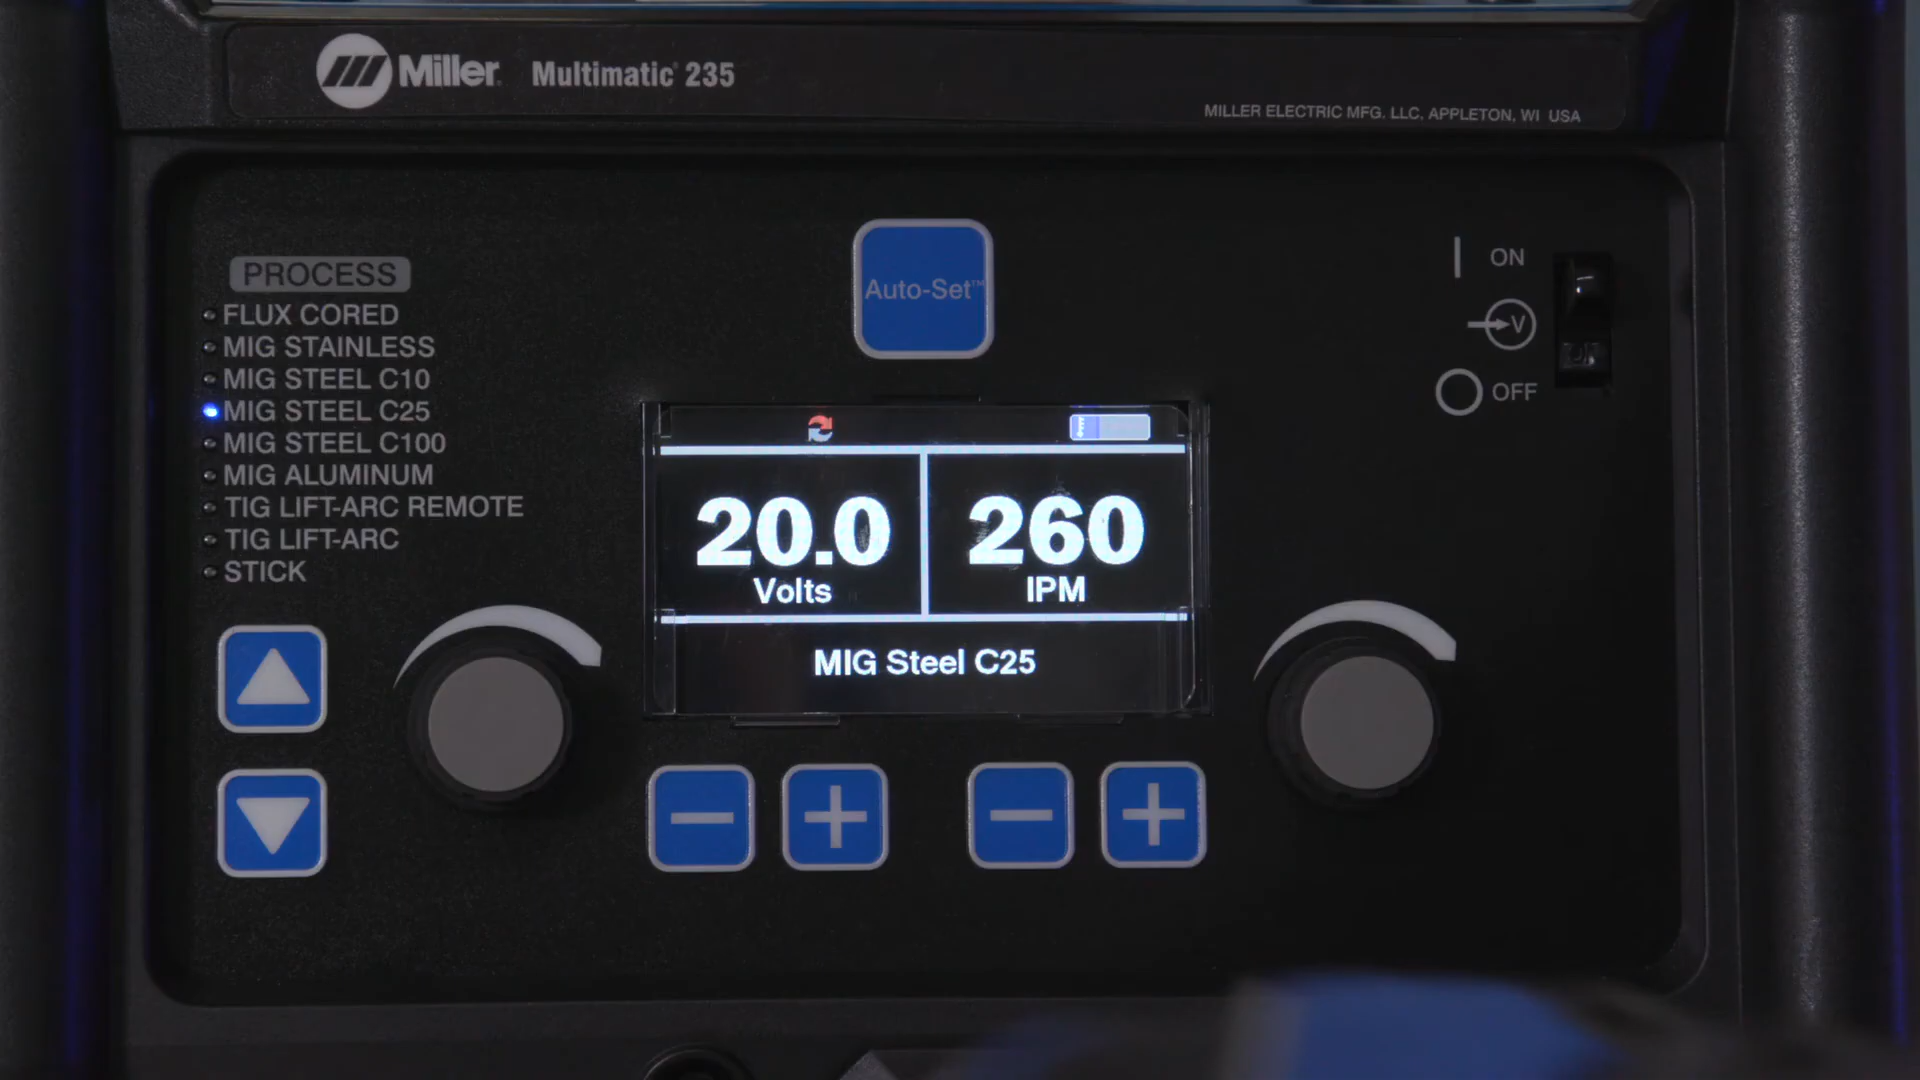 Miller® Multimatic® 235
MILLER ELECTRIC MFG. LLC, APPLETON, WI USA
Auto-Set™
ON
V
OFF
PROCESS
FLUX CORED
MIG STAINLESS
MIG STEEL C10
MIG STEEL C25
MIG STEEL C100
MIG ALUMINUM
TIG LIFT-ARC REMOTE
TIG LIFT-ARC
STICK
20.0
Volts
260
IPM
MIG Steel C25